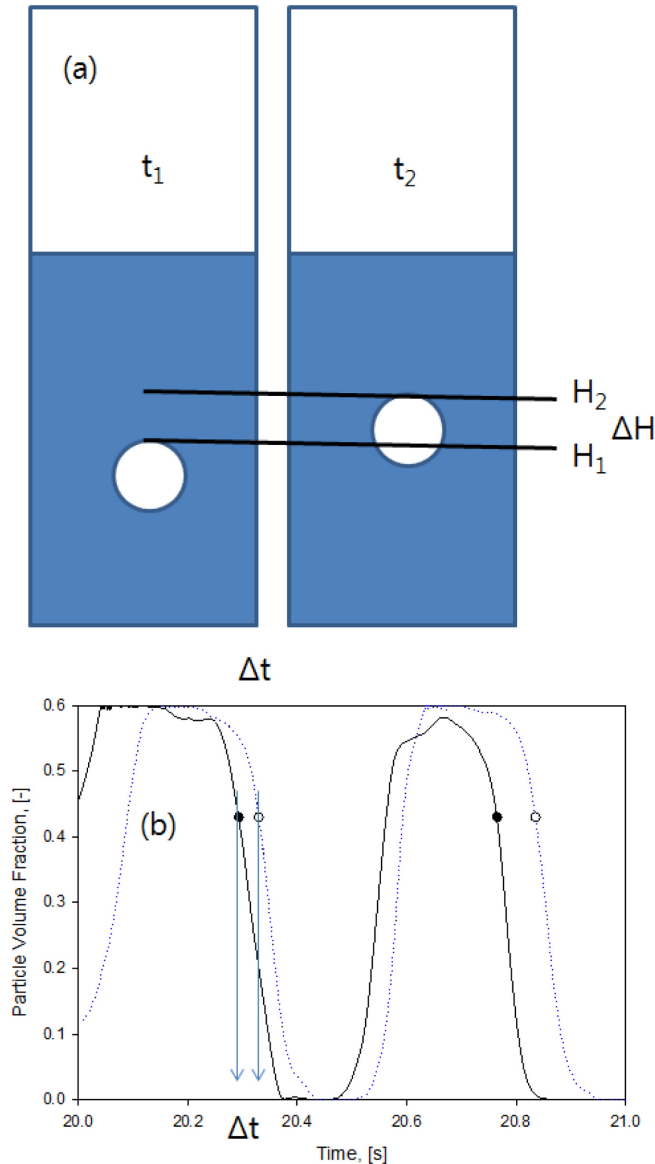 (a)
t₁
t₂
H₂
ΔH
H₁
Δt
0.6
0.5
0.4
0.3
0.2
0.1
0.0
Particle Volume Fraction, [-]
(b)
20.0
20.2
20.4
20.6
20.8
21.0
Δt
Time, [s]